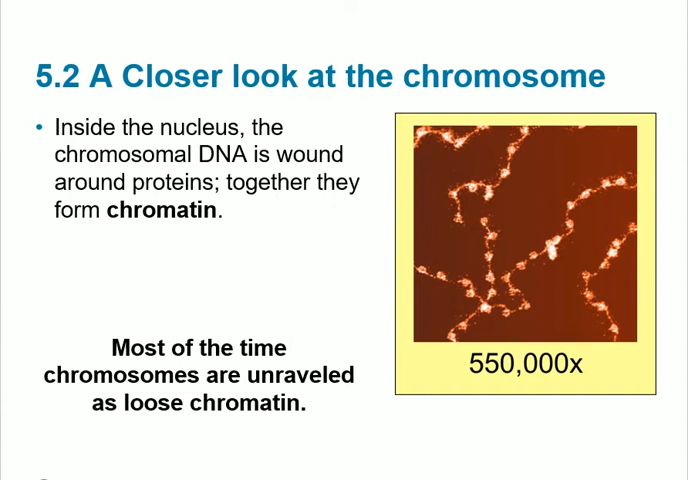 5.2 A Closer look at the chromosome
• Inside the nucleus, the
chromosomal DNA is wound
around proteins; together they
form chromatin.
Most of the time
chromosomes are unraveled
as loose chromatin.
550,000x